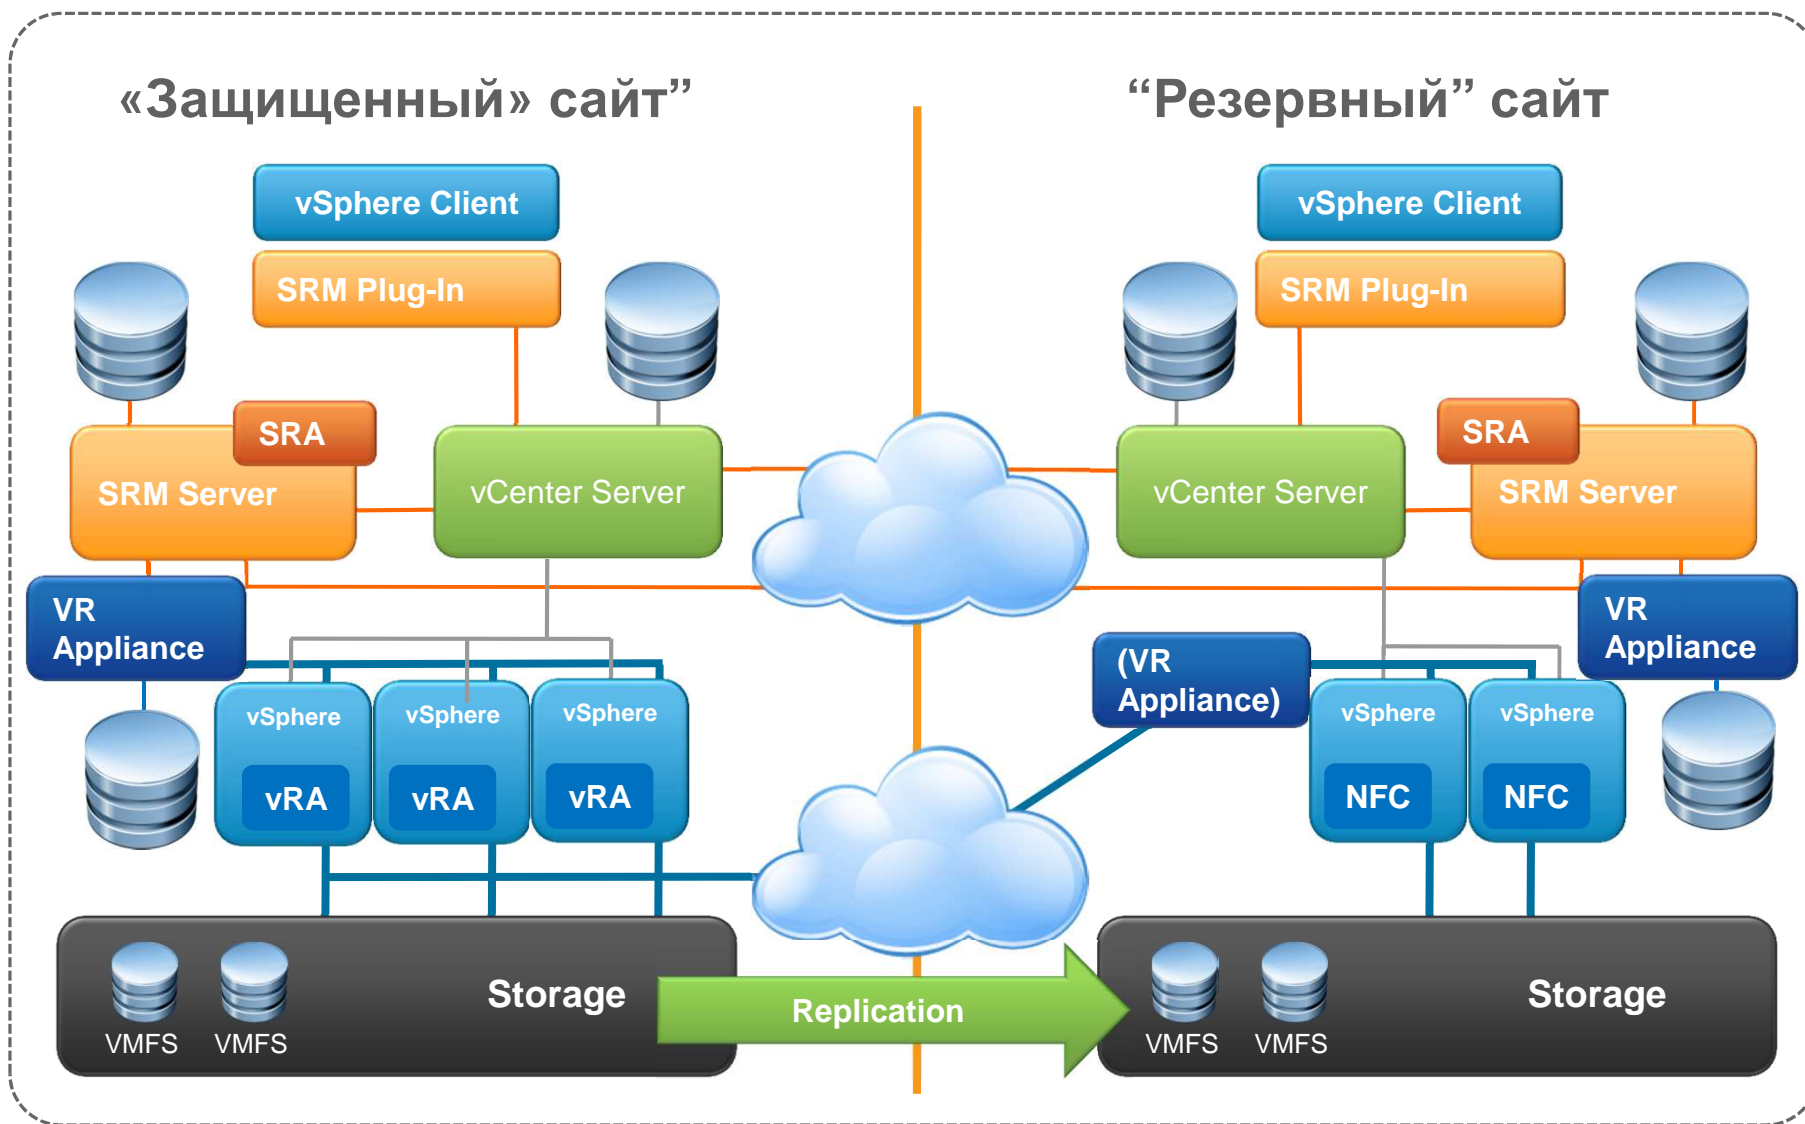 «Защищенный» сайт”
“Резервный” сайт
vSphere Client
SRM Plug-In
SRA
SRM Server
vCenter Server
VR
Appliance
vSphere
vRA
vSphere
vRA
vSphere
vRA
Storage
VMFS
VMFS
Replication
vSphere Client
SRM Plug-In
vCenter Server
SRA
SRM Server
VR
Appliance
(VR
Appliance)
vSphere
NFC
vSphere
NFC
Storage
VMFS
VMFS